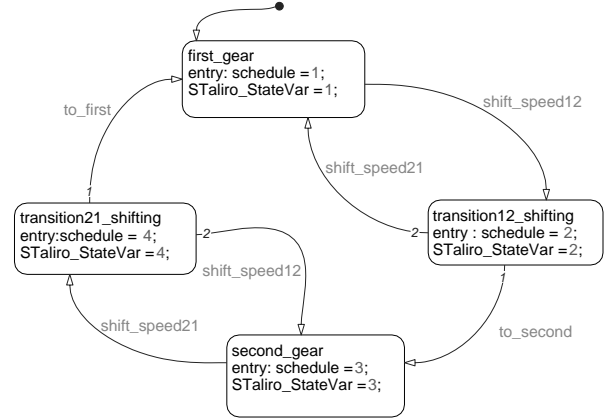 first_gear
entry: schedule =1;
STaliro_StateVar =1;
shift_speed12
to_first
shift_speed21
1
transition21_shifting
entry:schedule = 4;
STaliro_StateVar =4;
2
2
transition12_shifting
entry : schedule = 2;
STaliro_StateVar =2;
shift_speed12
1
shift_speed21
to_second
second_gear
entry: schedule =3;
STaliro_StateVar =3;